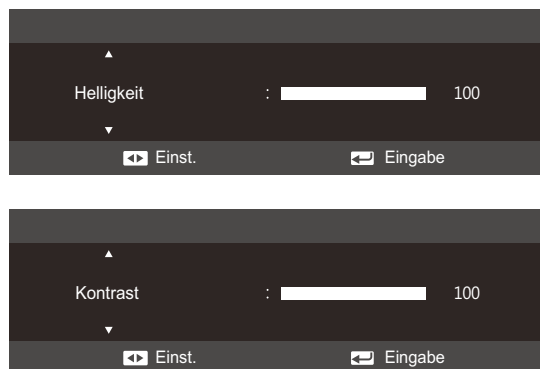 Helligkeit : 100
Einst. Eingabe
Kontrast : 100
Einst. Eingabe